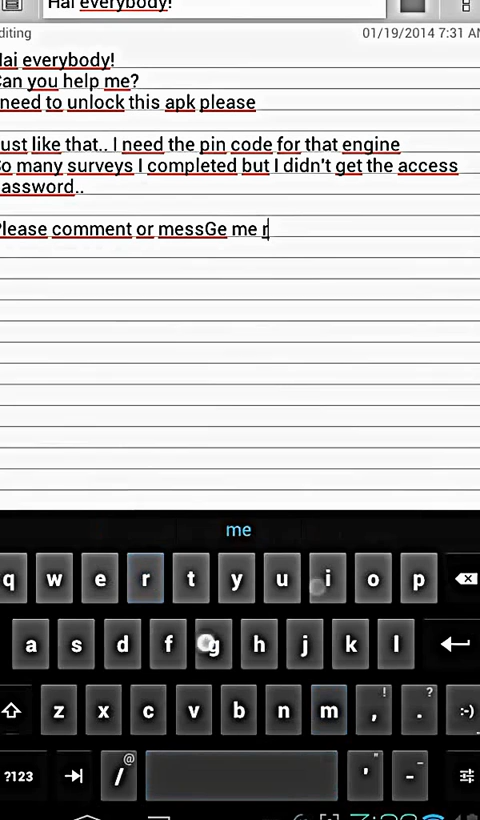 Hai everybody!
diting 01/19/2014 7:31 AM
Hai everybody!
Can you help me?
need to unlock this apk please
ust like that.. I need the pin code for that engine
So many surveys I completed but I didn't get the access
assword..
Please comment or messGe me r
me
q w e r t y u i o p
a s d f g h j k l
z x c v b n m , ! . ? :-)
?123 / @ ' " - _